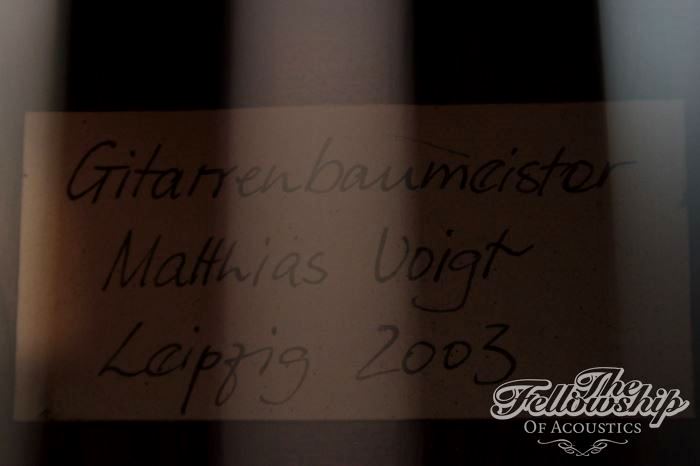 Gitarrenbaumeister
Matthias Voigt
Leipzig 2003
The
Fellowship
OF ACOUSTICS